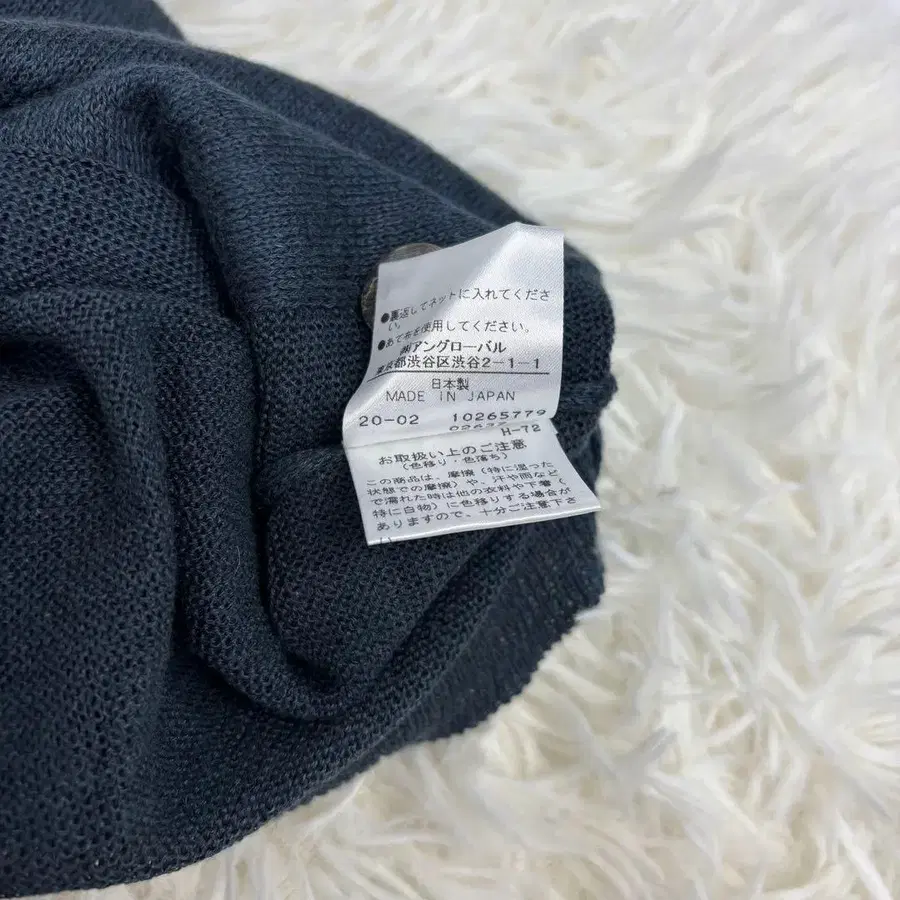 ●裏返してネットに入れてくださ
い。
●あて布を使用してください。
㈱アングローバル
東京都渋谷区渋谷2-1-1
日本製
MADE IN JAPAN
20-02 10265779
H-72
お取扱い上のご注意
(色移り・色落ち)
この商品は、摩擦(特に湿った
状態での摩擦)や、汗や雨など
で濡れた時は他の衣料や下着(
特に白物)に色移りする場合が
ありますので、十分ご注意下さ
い